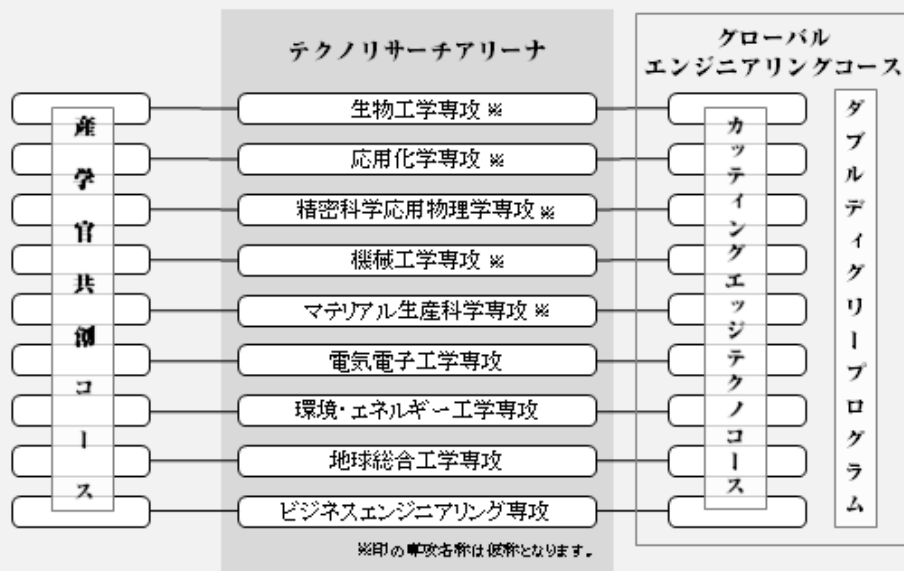 テクノリサーチアリーナ
グローバル
エンジニアリングコース
産学官共創コース
生物工学専攻 ※
応用化学専攻 ※
精密科学応用物理学専攻 ※
機械工学専攻 ※
マテリアル生産科学専攻 ※
電気電子工学専攻
環境・エネルギー工学専攻
地球総合工学専攻
ビジネスエンジニアリング専攻
カッティングエッジテクノコース
ダブルディグリープログラム
※印の専攻名称は仮称となります。